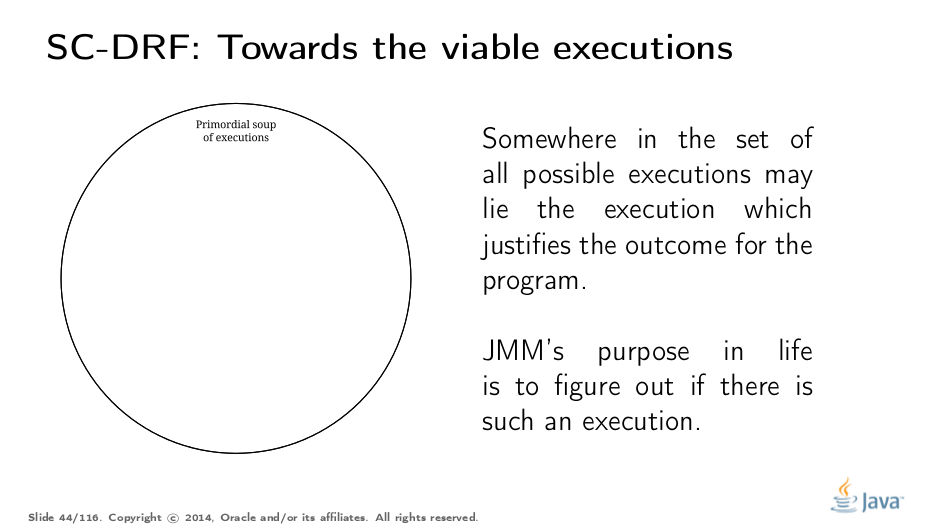 SC-DRF: Towards the viable executions
Primordial soup
of executions
Somewhere in the set of
all possible executions may
lie the execution which
justifies the outcome for the
program.
JMM's purpose in life
is to figure out if there is
such an execution.
Java™
Slide 44/116. Copyright © 2014, Oracle and/or its affiliates. All rights reserved.